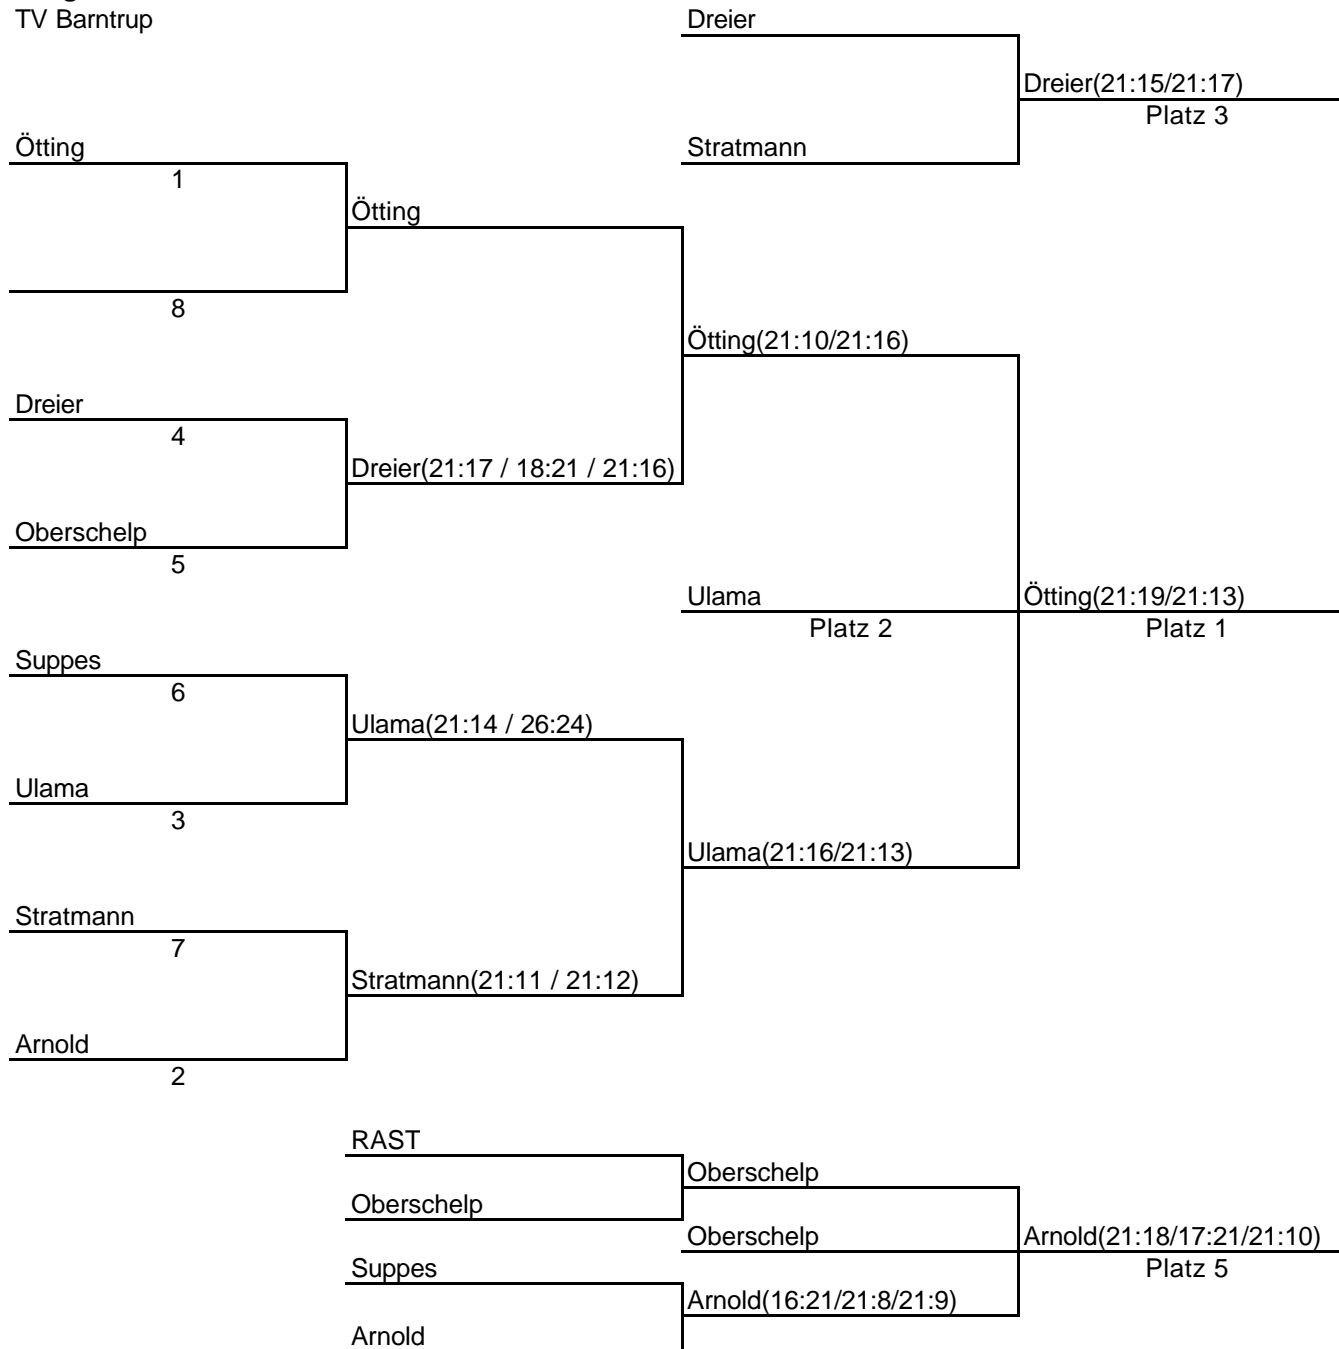 TV Barntrup
Dreier
Dreier(21:15/21:17)
Platz 3
Stratmann
Ötting
1
Ötting
8
Ötting(21:10/21:16)
Dreier
4
Dreier(21:17 / 18:21 / 21:16)
Oberschelp
5
Ulama
Platz 2
Ötting(21:19/21:13)
Platz 1
Suppes
6
Ulama(21:14 / 26:24)
Ulama
3
Ulama(21:16/21:13)
Stratmann
7
Stratmann(21:11 / 21:12)
Arnold
2
RAST
Oberschelp
Oberschelp
Oberschelp
Arnold(21:18/17:21/21:10)
Platz 5
Suppes
Arnold(16:21/21:8/21:9)
Arnold